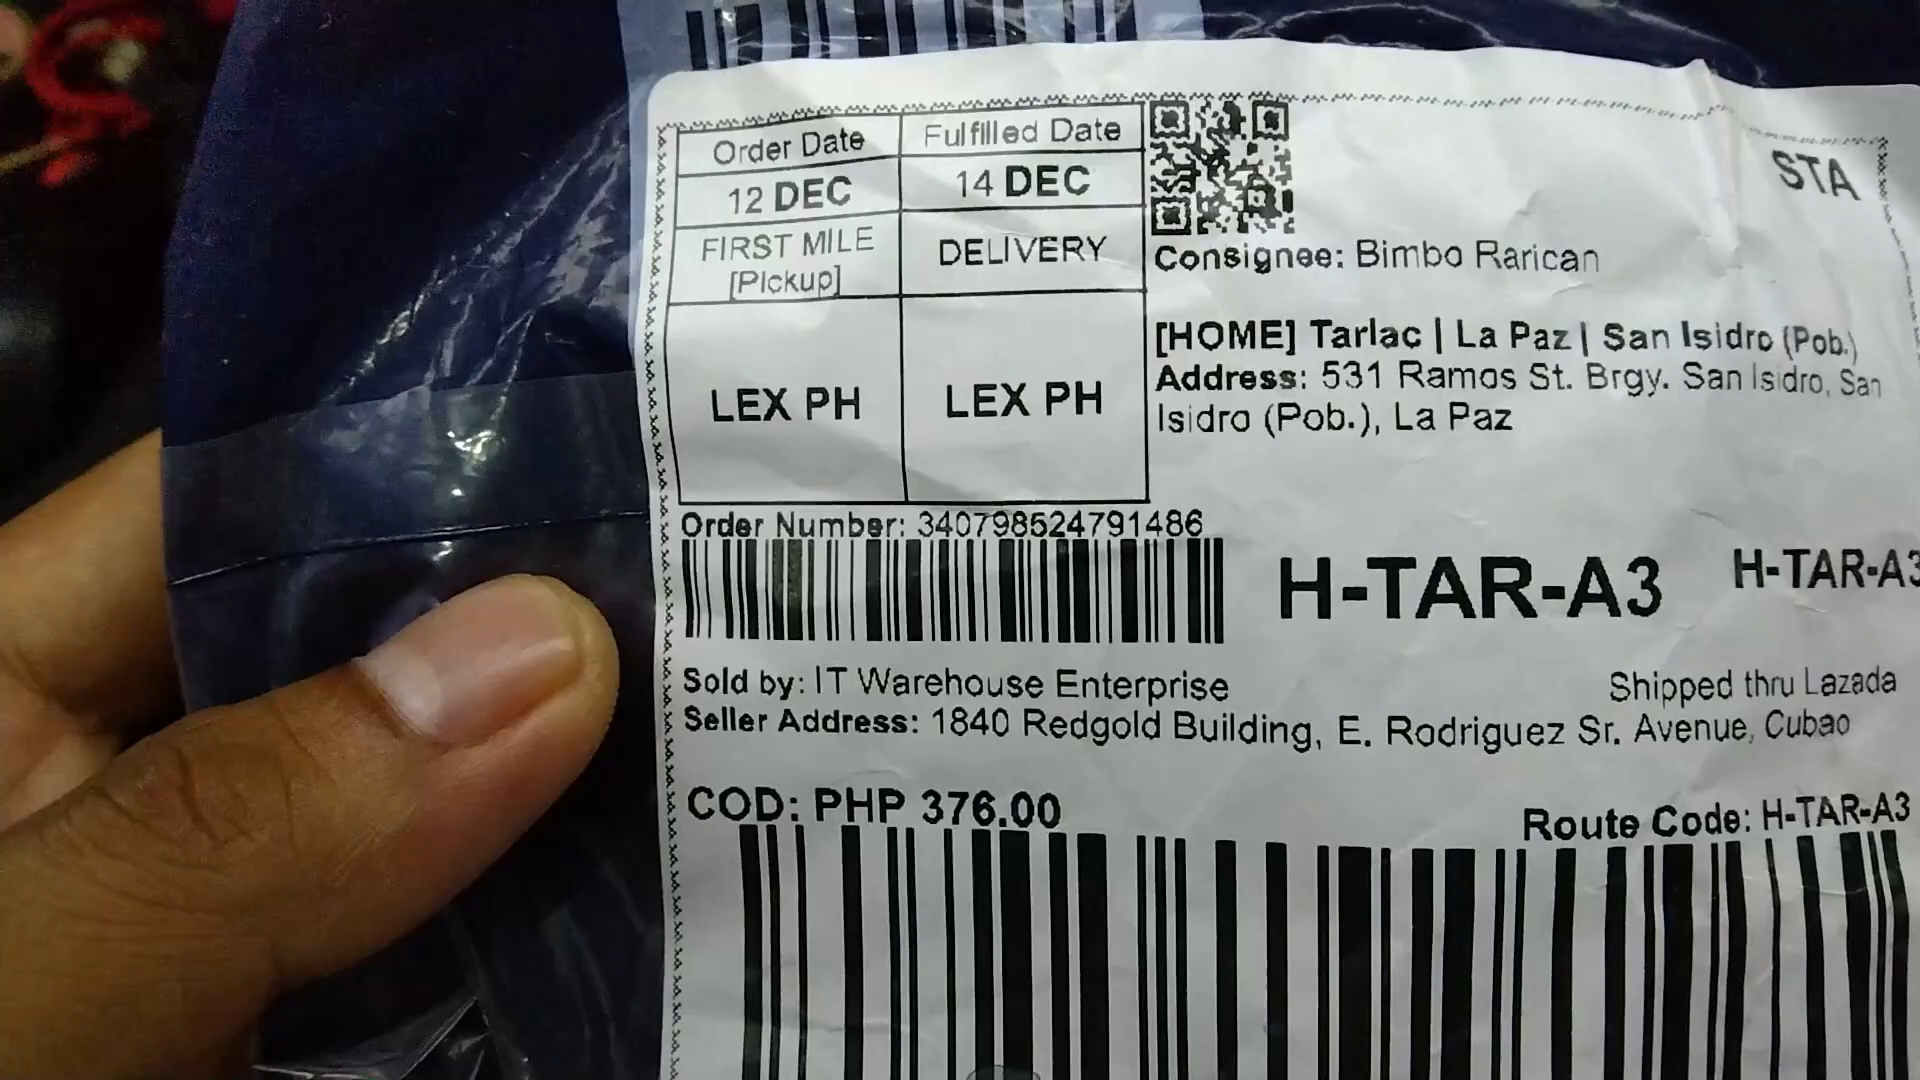 Order Date
Fulfilled Date
12 DEC
14 DEC
FIRST MILE
[Pickup]
DELIVERY
LEX PH
LEX PH
STA
Consignee: Bimbo Rarican
[HOME] Tarlac | La Paz | San Isidro (Pob.)
Address: 531 Ramos St. Brgy. San Isidro, San
Isidro (Pob.), La Paz
Order Number: 340798524791486
H-TAR-A3
H-TAR-A3
Sold by: IT Warehouse Enterprise
Shipped thru Lazada
Seller Address: 1840 Redgold Building, E. Rodriguez Sr. Avenue, Cubao
COD: PHP 376.00
Route Code: H-TAR-A3